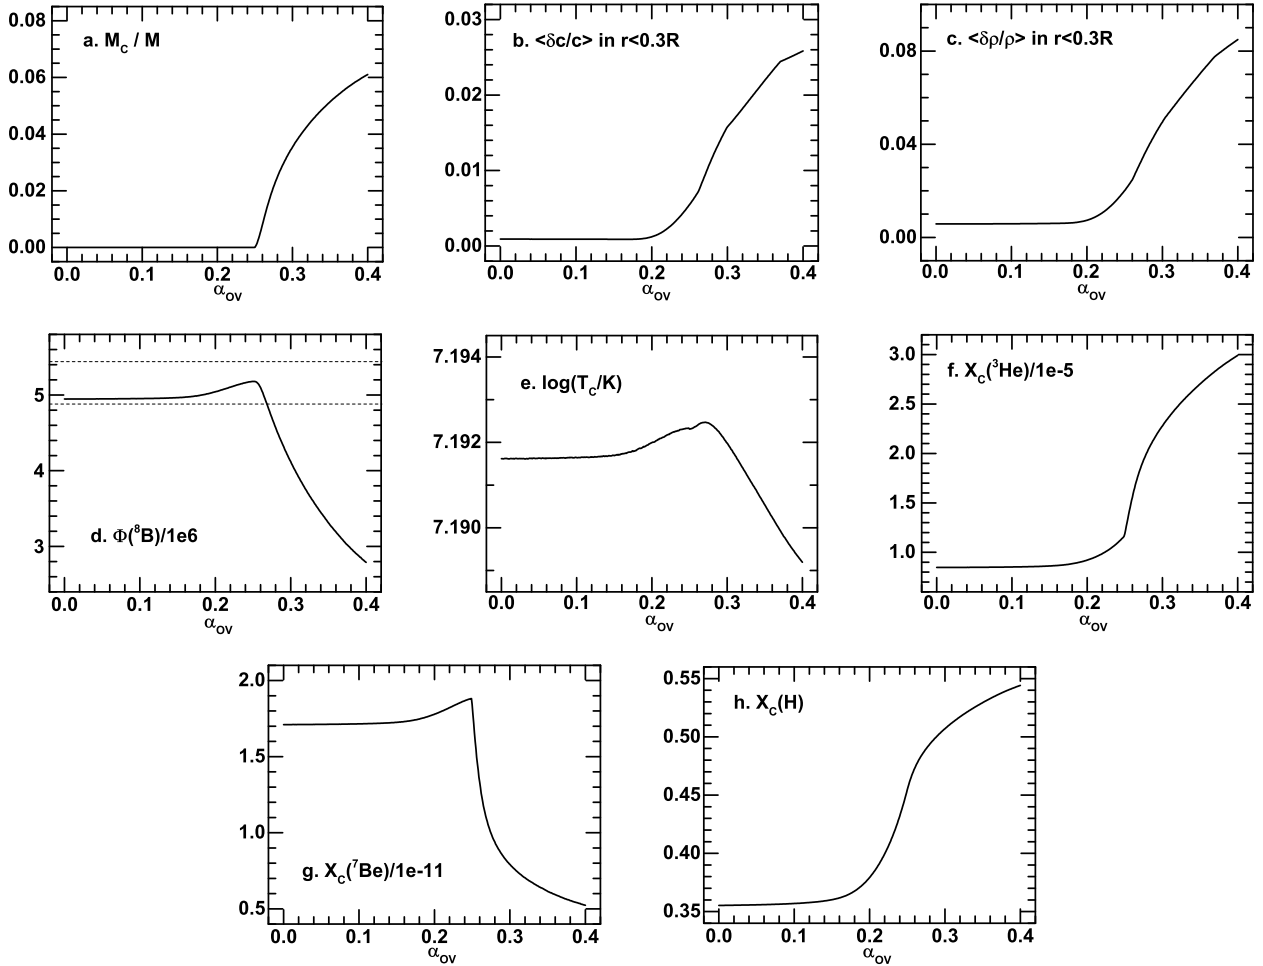 a. M_C / M
0.08
0.06
0.04
0.02
0.00
0.0 0.1 0.2 0.3 0.4
α_OV
b. <δc/c> in r<0.3R
0.03
0.02
0.01
0.00
0.0 0.1 0.2 0.3 0.4
α_OV
c. <δρ/ρ> in r<0.3R
0.08
0.04
0.00
0.0 0.1 0.2 0.3 0.4
α_OV
5
4
3
d. Φ(⁸B)/1e6
0.0 0.1 0.2 0.3 0.4
α_OV
7.194
e. log(T_C/K)
7.192
7.190
0.0 0.1 0.2 0.3 0.4
α_OV
3.0
f. X_C(³He)/1e-5
2.5
2.0
1.5
1.0
0.0 0.1 0.2 0.3 0.4
α_OV
2.0
1.5
1.0
g. X_C(⁷Be)/1e-11
0.5
0.0 0.1 0.2 0.3 0.4
α_OV
0.55
h. X_C(H)
0.50
0.45
0.40
0.35
0.0 0.1 0.2 0.3 0.4
α_OV